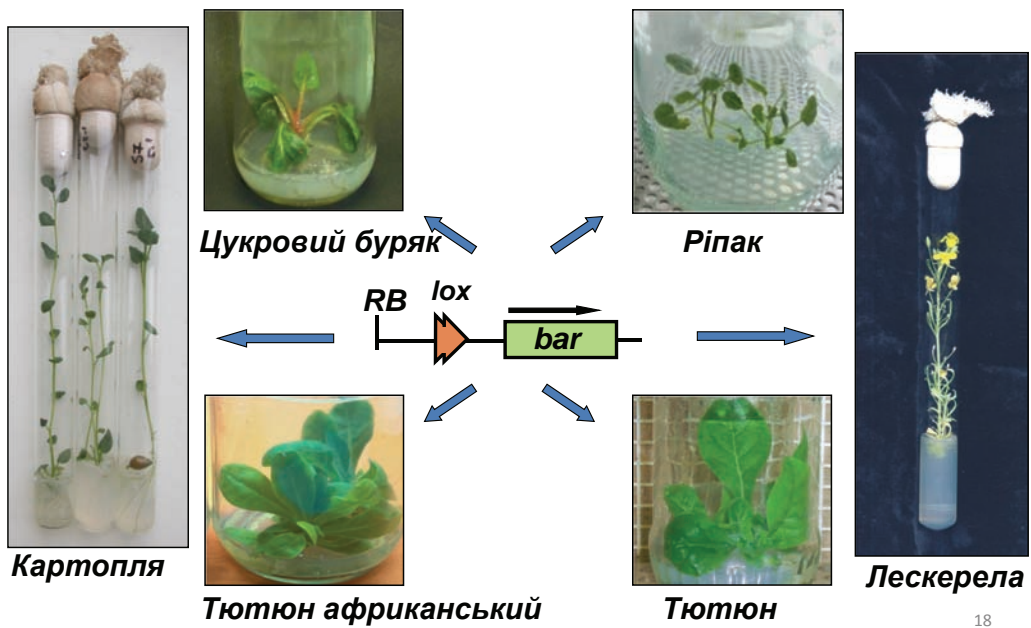 Цукровий буряк
Ріпак
RB
lox
bar
Картопля
Тютюн африканський
Тютюн
Лескерела
18